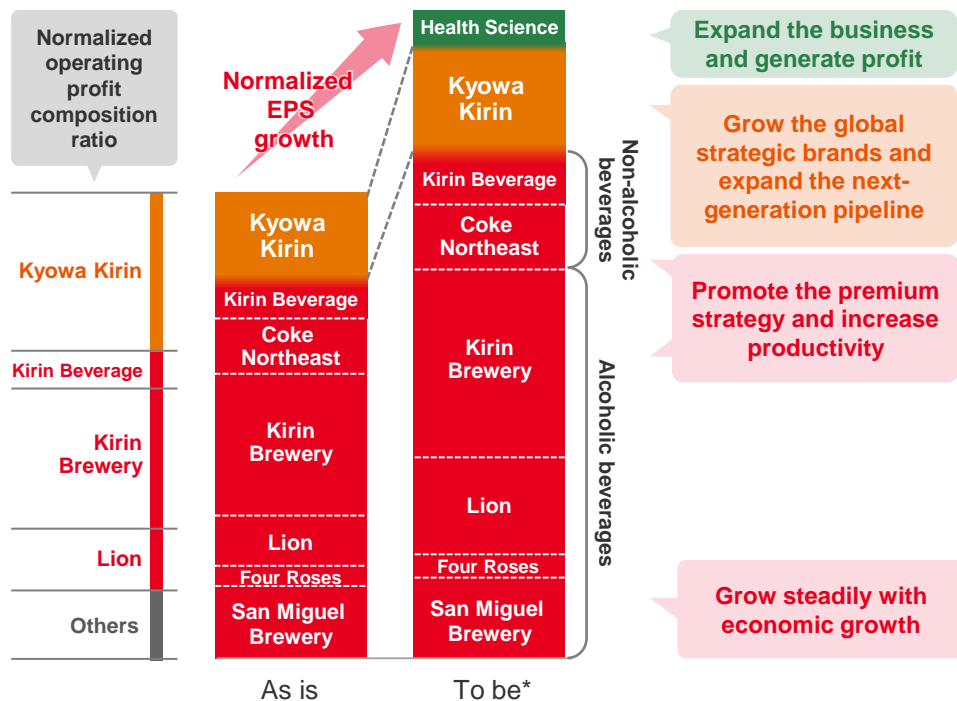 Normalized
operating
profit
composition
ratio
Kyowa Kirin
Kirin Beverage
Kirin
Brewery
Lion
Others
Normalized
EPS
growth
Kyowa
Kirin
Kirin Beverage
Coke
Northeast
Kirin
Brewery
Lion
Four Roses
San Miguel
Brewery
As is
Health Science
Kyowa
Kirin
Kirin Beverage
Coke
Northeast
Kirin
Brewery
Lion
Four Roses
San Miguel
Brewery
To be*
Non-alcoholic
beverages
Alcoholic beverages
Expand the business
and generate profit
Grow the global
strategic brands and
expand the next-
generation pipeline
Promote the premium
strategy and increase
productivity
Grow steadily with
economic growth